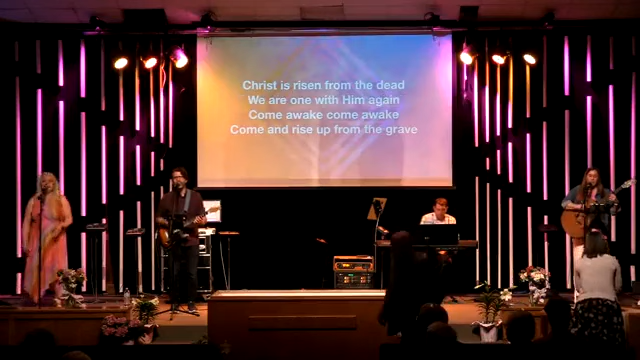 Christ is risen from the dead
We are one with Him again
Come awake come awake
Come and rise up from the grave